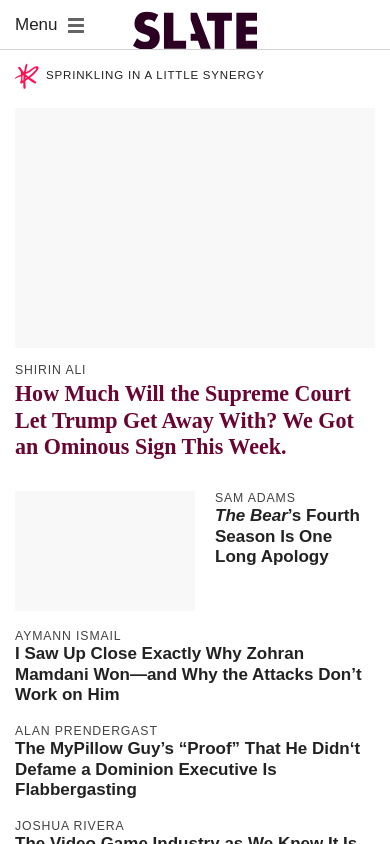 Menu
SLATE
SPRINKLING IN A LITTLE SYNERGY
SHIRIN ALI
How Much Will the Supreme Court
Let Trump Get Away With? We Got
an Ominous Sign This Week.
SAM ADAMS
The Bear’s Fourth
Season Is One
Long Apology
AYMANN ISMAIL
I Saw Up Close Exactly Why Zohran
Mamdani Won—and Why the Attacks Don’t
Work on Him
ALAN PRENDERGAST
The MyPillow Guy’s “Proof” That He Didn‘t
Defame a Dominion Executive Is
Flabbergasting
JOSHUA RIVERA
The Video Game Industry as We Knew It Is